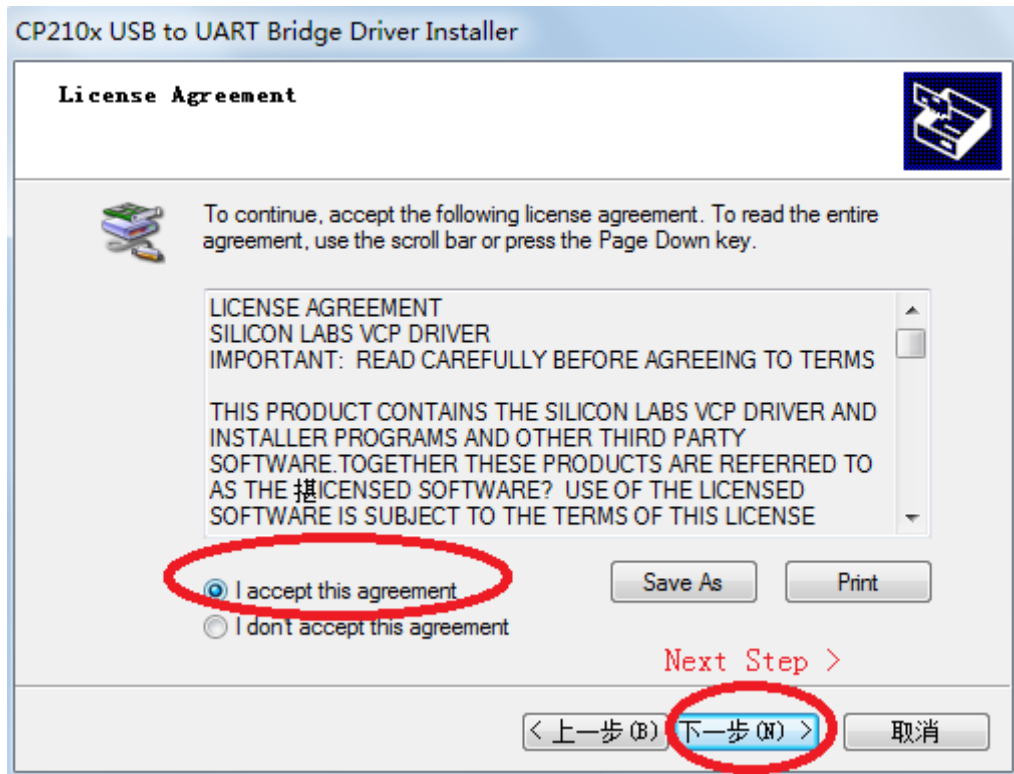 CP210x USB to UART Bridge Driver Installer
License Agreement
To continue, accept the following license agreement. To read the entire
agreement, use the scroll bar or press the Page Down key.
LICENSE AGREEMENT
SILICON LABS VCP DRIVER
IMPORTANT:  READ CAREFULLY BEFORE AGREEING TO TERMS
THIS PRODUCT CONTAINS THE SILICON LABS VCP DRIVER AND
INSTALLER PROGRAMS AND OTHER THIRD PARTY
SOFTWARE.TOGETHER THESE PRODUCTS ARE REFERRED TO
AS THE 揕ICENSED SOFTWARE?  USE OF THE LICENSED
SOFTWARE IS SUBJECT TO THE TERMS OF THIS LICENSE
I accept this agreement
Save As
Print
I don't accept this agreement
Next Step >
< 上一步(B)
下一步(N) >
取消